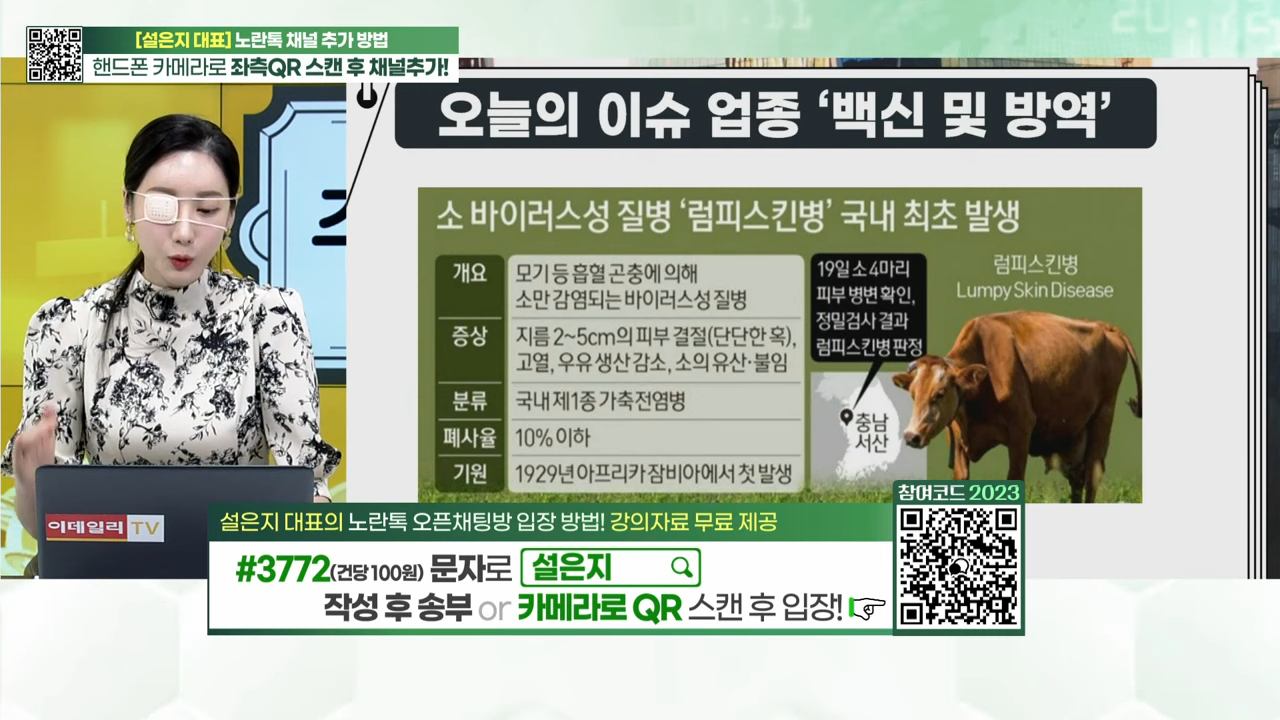 [설은지 대표] 노란톡 채널 추가 방법
핸드폰 카메라로 좌측QR 스캔 후 채널추가!
오늘의 이슈 업종 ‘백신 및 방역’
소 바이러스성 질병 ‘럼피스킨병’ 국내 최초 발생
개요
모기 등 흡혈 곤충에 의해
소만 감염되는 바이러스성 질병
증상
지름 2~5cm의 피부 결절(단단한 혹),
고열, 우유 생산 감소, 소의 유산·불임
분류
국내 제1종 가축전염병
폐사율
10% 이하
기원
1929년 아프리카 잠비아에서 첫 발생
19일 소 4마리
피부 병변 확인,
정밀검사 결과
럼피스킨병 판정
충남
서산
럼피스킨병
Lumpy Skin Disease
이데일리 TV
설은지 대표의 노란톡 오픈채팅방 입장 방법! 강의자료 무료 제공
#3772(건당 100원) 문자로 설은지
작성 후 송부 or 카메라로 QR 스캔 후 입장!
참여코드 2023